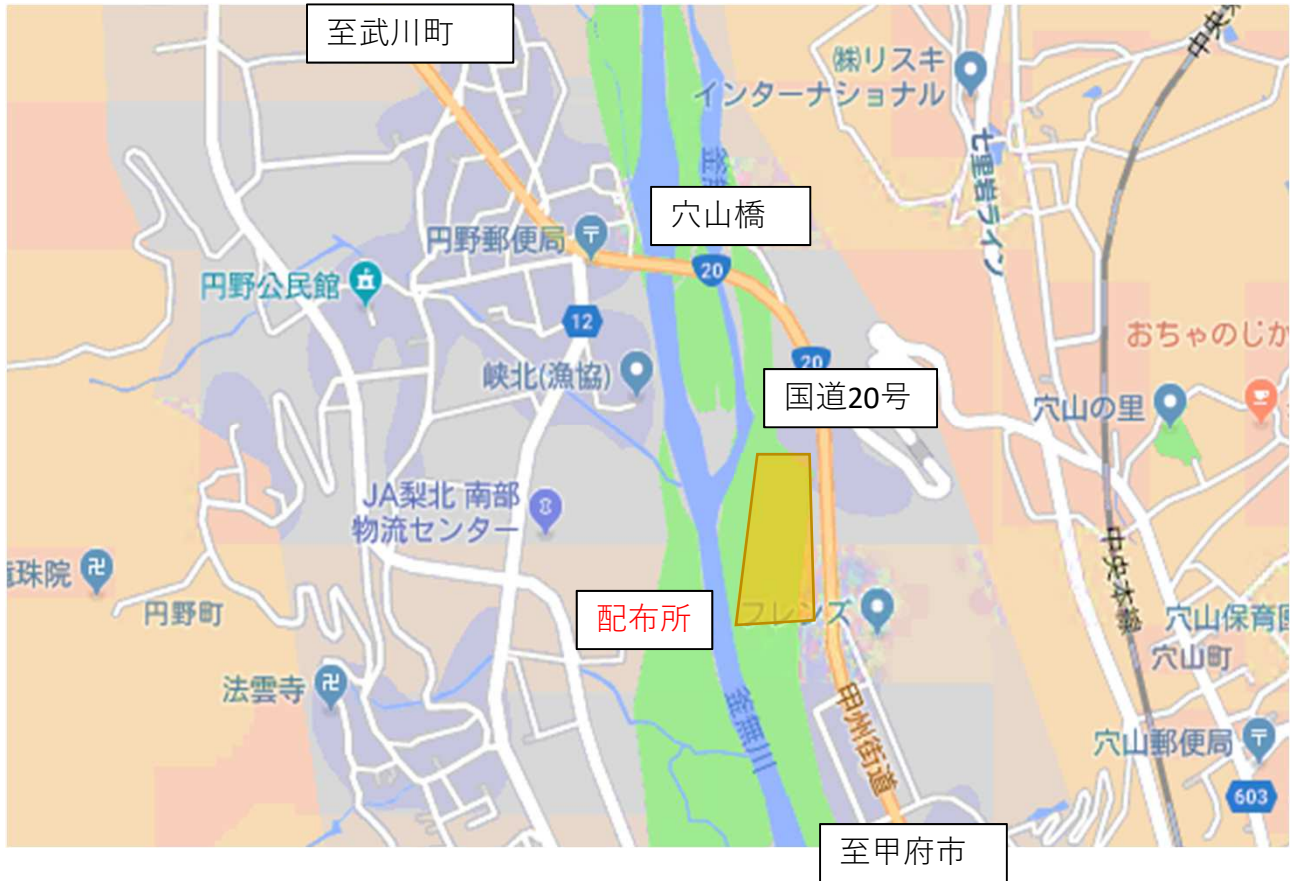 至武川町
中央本
㈱リスキ
インターナショナル
七里岩ライン
穴山橋
円野郵便局
20
円野公民館
12
おちゃのじか
20
峡北(漁協)
国道20号
穴山の里
JA梨北 南部
物流センター
中央本線
珠院
円野町
配布所
フレンズ
穴山保育園
穴山町
法雲寺
釜無川
甲州街道
穴山郵便局
603
至甲府市